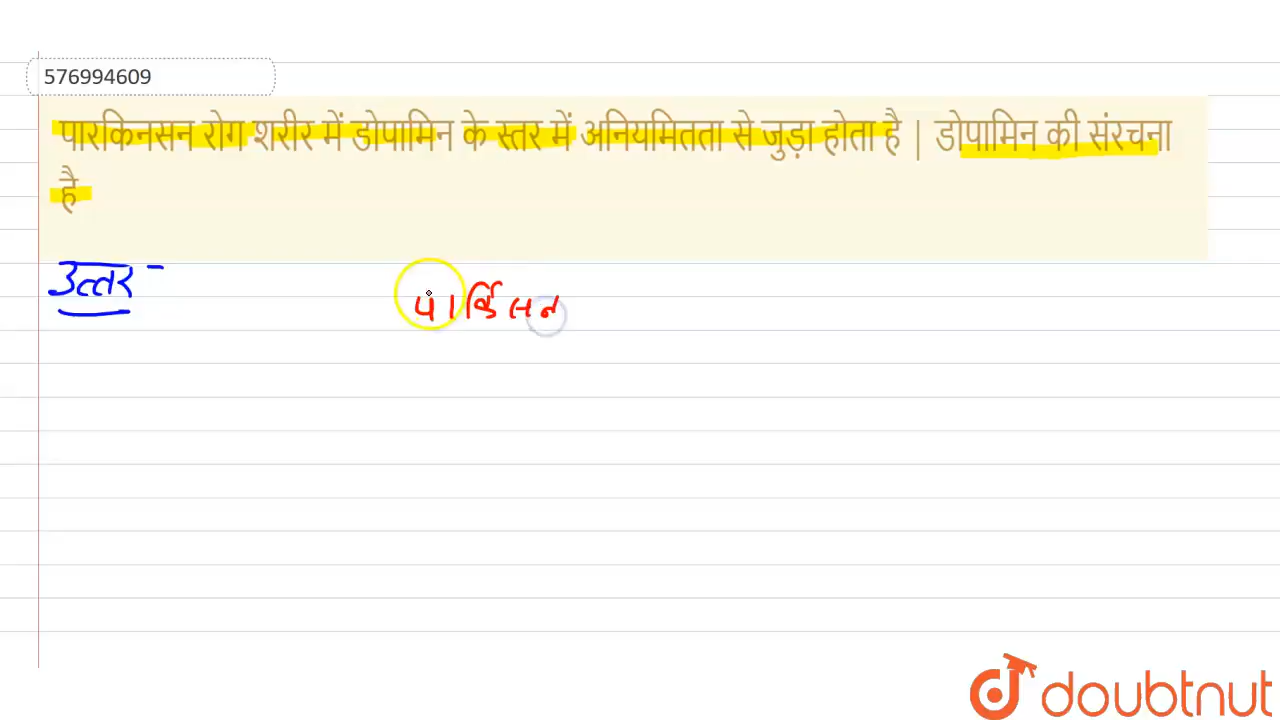 576994609
पारकिनसन रोग शरीर में डोपामिन के स्तर में अनियमितता से जुड़ा होता है | डोपामिन की संरचना
है
उत्तर -
पार्किसन
doubtnut